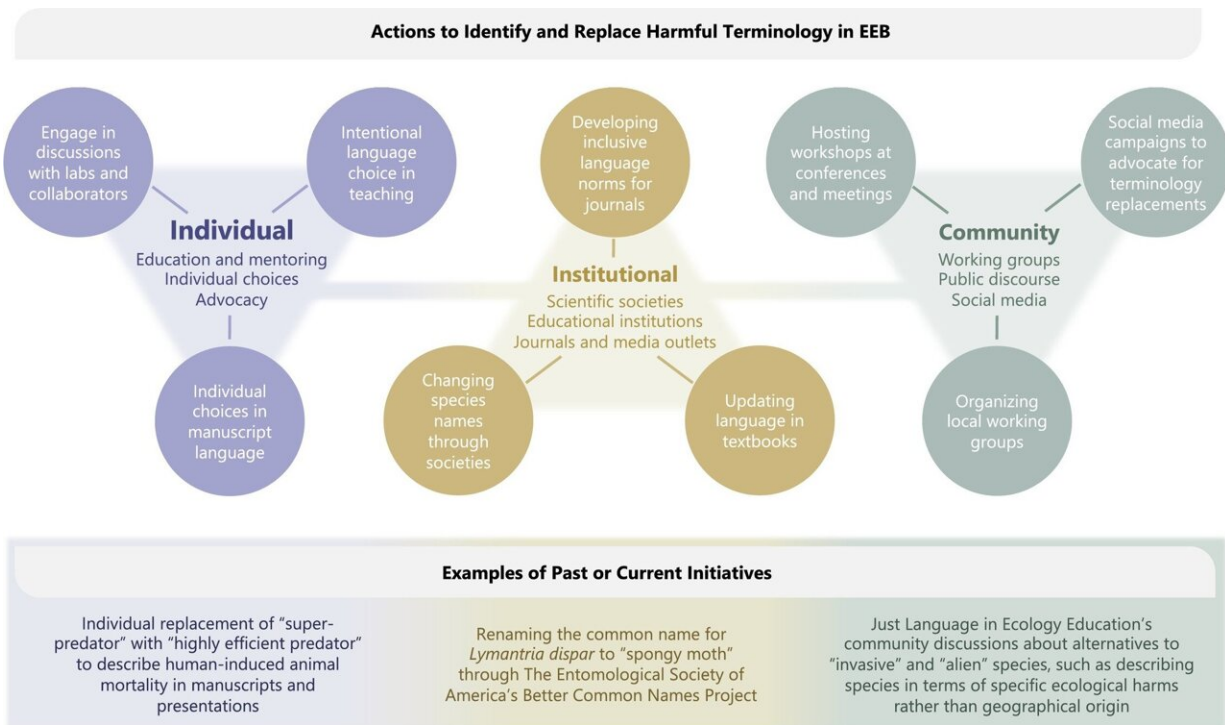 Actions to Identify and Replace Harmful Terminology in EEB
Engage in
discussions
with labs and
collaborators
Intentional
language
choice in
teaching
Individual
Education and mentoring
Individual choices
Advocacy
Individual
choices in
manuscript
language
Developing
inclusive
language
norms for
journals
Institutional
Scientific societies
Educational institutions
Journals and media outlets
Changing
species
names
through
societies
Updating
language in
textbooks
Hosting
workshops at
conferences
and meetings
Social media
campaigns to
advocate for
terminology
replacements
Community
Working groups
Public discourse
Social media
Organizing
local working
groups
Examples of Past or Current Initiatives
Individual replacement of “super-
predator” with “highly efficient predator”
to describe human-induced animal
mortality in manuscripts and
presentations
Renaming the common name for
Lymantria dispar to “spongy moth”
through The Entomological Society of
America’s Better Common Names Project
Just Language in Ecology Education’s
community discussions about alternatives to
“invasive” and “alien” species, such as describing
species in terms of specific ecological harms
rather than geographical origin